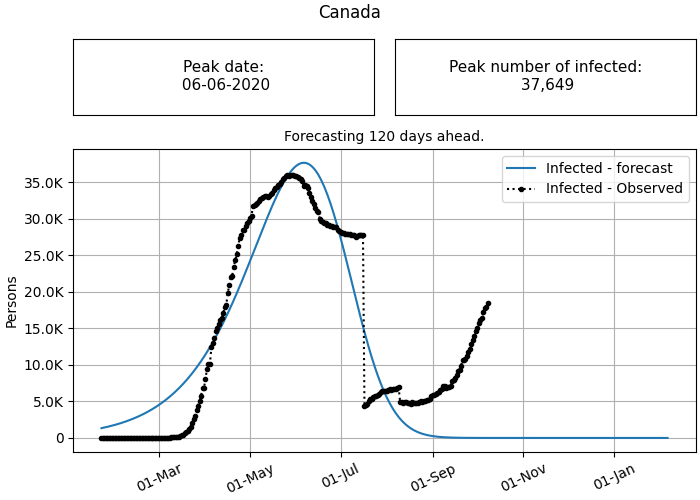 Canada
Peak date:
06-06-2020
Peak number of infected:
37,649
Forecasting 120 days ahead.
Infected - forecast
Infected - Observed
Persons
35.0K
30.0K
25.0K
20.0K
15.0K
10.0K
5.0K
0
01-Mar
01-May
01-Jul
01-Sep
01-Nov
01-Jan